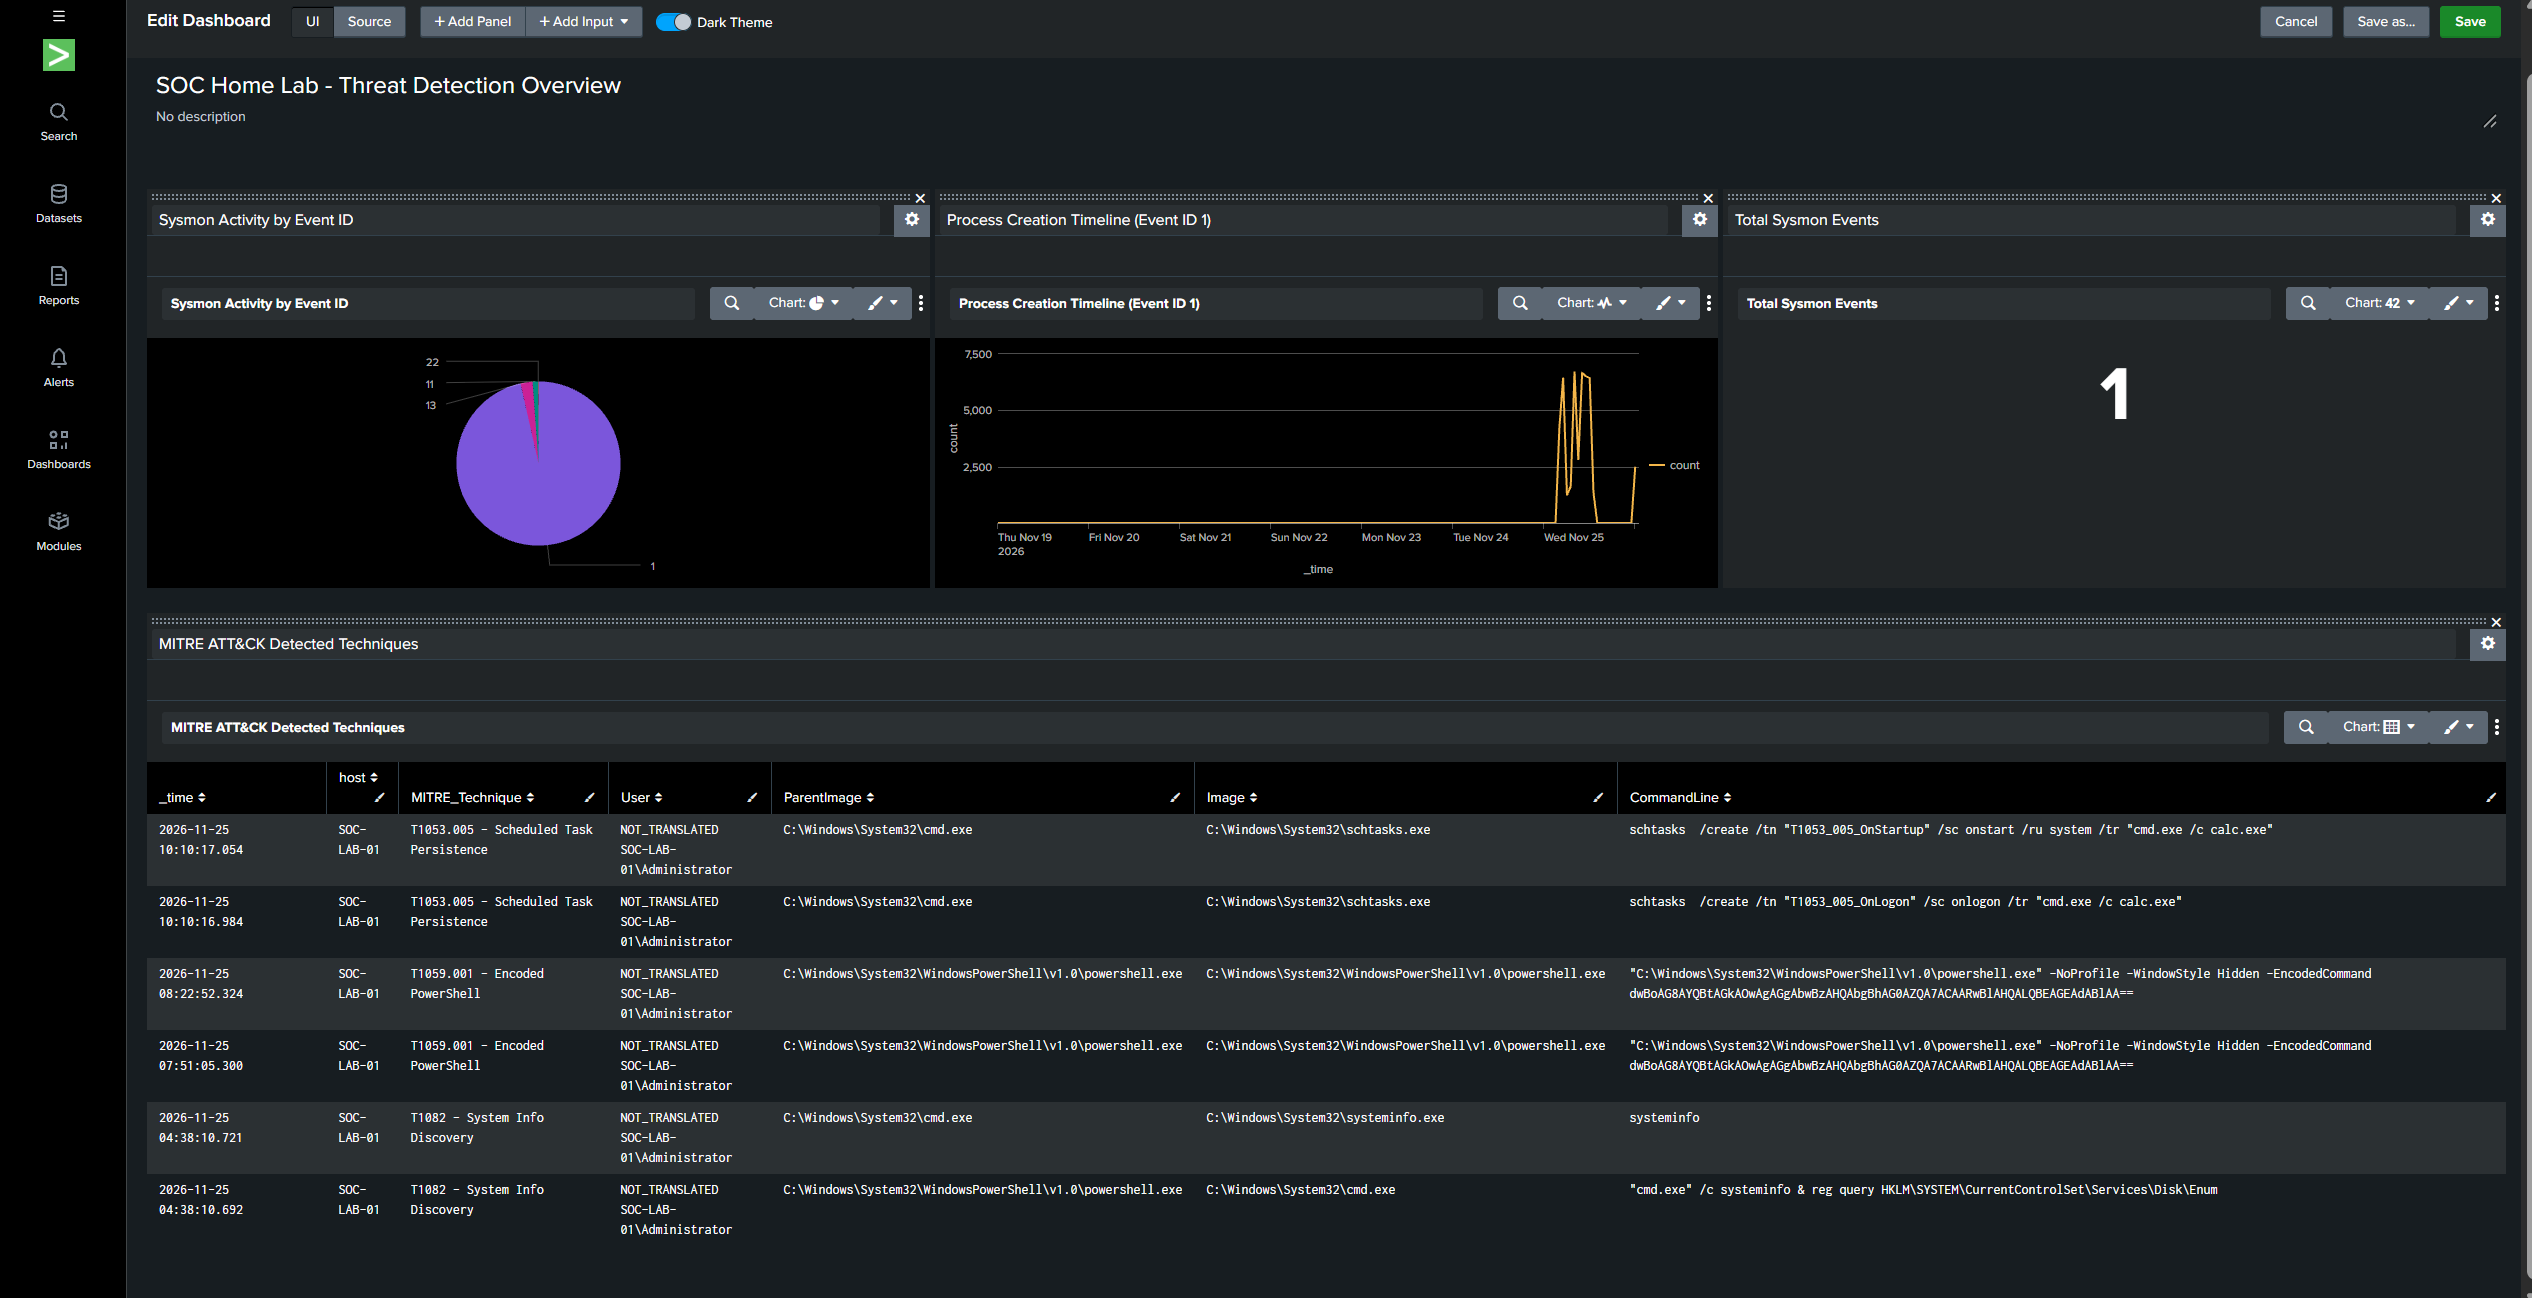 Edit Dashboard UI Source + Add Panel + Add Input Dark Theme Cancel Save as... Save
SOC Home Lab - Threat Detection Overview
No description
Search
Datasets
Reports
Alerts
Dashboards
Modules
Sysmon Activity by Event ID
Sysmon Activity by Event ID Chart:
22
11
13
1
Process Creation Timeline (Event ID 1)
Process Creation Timeline (Event ID 1) Chart:
7,500
5,000
2,500
count
count
Thu Nov 19 Fri Nov 20 Sat Nov 21 Sun Nov 22 Mon Nov 23 Tue Nov 24 Wed Nov 25
2026
_time
Total Sysmon Events
Total Sysmon Events Chart: 42
1
MITRE ATT&CK Detected Techniques
MITRE ATT&CK Detected Techniques Chart:
_time host MITRE_Technique User ParentImage Image CommandLine
2026-11-25 SOC- T1053.005 - Scheduled Task NOT_TRANSLATED C:\Windows\System32\cmd.exe C:\Windows\System32\schtasks.exe schtasks /create /tn "T1053_005_OnStartup" /sc onstart /ru system /tr "cmd.exe /c calc.exe"
10:10:17.054 LAB-01 Persistence SOC-LAB-
01\Administrator
2026-11-25 SOC- T1053.005 - Scheduled Task NOT_TRANSLATED C:\Windows\System32\cmd.exe C:\Windows\System32\schtasks.exe schtasks /create /tn "T1053_005_OnLogon" /sc onlogon /tr "cmd.exe /c calc.exe"
10:10:16.984 LAB-01 Persistence SOC-LAB-
01\Administrator
2026-11-25 SOC- T1059.001 - Encoded NOT_TRANSLATED C:\Windows\System32\WindowsPowerShell\v1.0\powershell.exe C:\Windows\System32\WindowsPowerShell\v1.0\powershell.exe "C:\Windows\System32\WindowsPowerShell\v1.0\powershell.exe" -NoProfile -WindowStyle Hidden -EncodedCommand
08:22:52.324 LAB-01 PowerShell SOC-LAB- dwBoAG8AYQBtAGkAOwAgAGgAbwBzAHQAbgBhAG0AZQA7ACAARwBlAHQALQBEAGEAdABlAA==
01\Administrator
2026-11-25 SOC- T1059.001 - Encoded NOT_TRANSLATED C:\Windows\System32\WindowsPowerShell\v1.0\powershell.exe C:\Windows\System32\WindowsPowerShell\v1.0\powershell.exe "C:\Windows\System32\WindowsPowerShell\v1.0\powershell.exe" -NoProfile -WindowStyle Hidden -EncodedCommand
07:51:05.300 LAB-01 PowerShell SOC-LAB- dwBoAG8AYQBtAGkAOwAgAGgAbwBzAHQAbgBhAG0AZQA7ACAARwBlAHQALQBEAGEAdABlAA==
01\Administrator
2026-11-25 SOC- T1082 - System Info NOT_TRANSLATED C:\Windows\System32\cmd.exe C:\Windows\System32\systeminfo.exe systeminfo
04:38:10.721 LAB-01 Discovery SOC-LAB-
01\Administrator
2026-11-25 SOC- T1082 - System Info NOT_TRANSLATED C:\Windows\System32\WindowsPowerShell\v1.0\powershell.exe C:\Windows\System32\cmd.exe "cmd.exe" /c systeminfo & reg query HKLM\SYSTEM\CurrentControlSet\Services\Disk\Enum
04:38:10.692 LAB-01 Discovery SOC-LAB-
01\Administrator